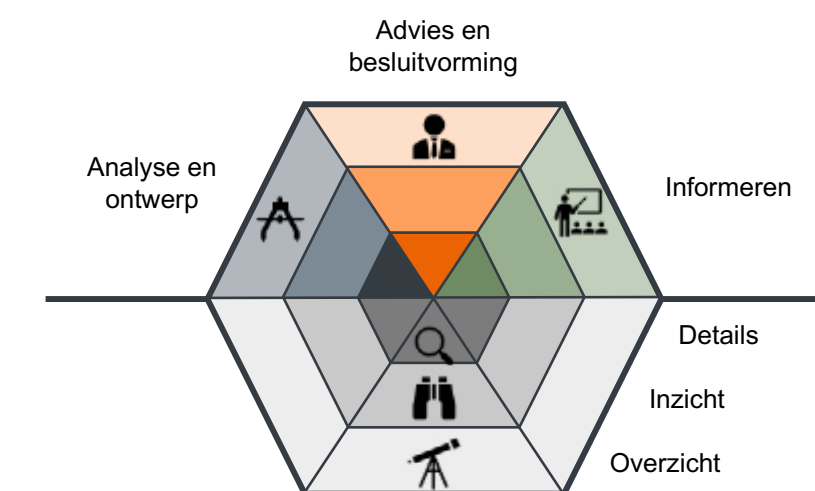 Advies en
besluitvorming
Analyse en
ontwerp
Informeren
Details
Inzicht
Overzicht